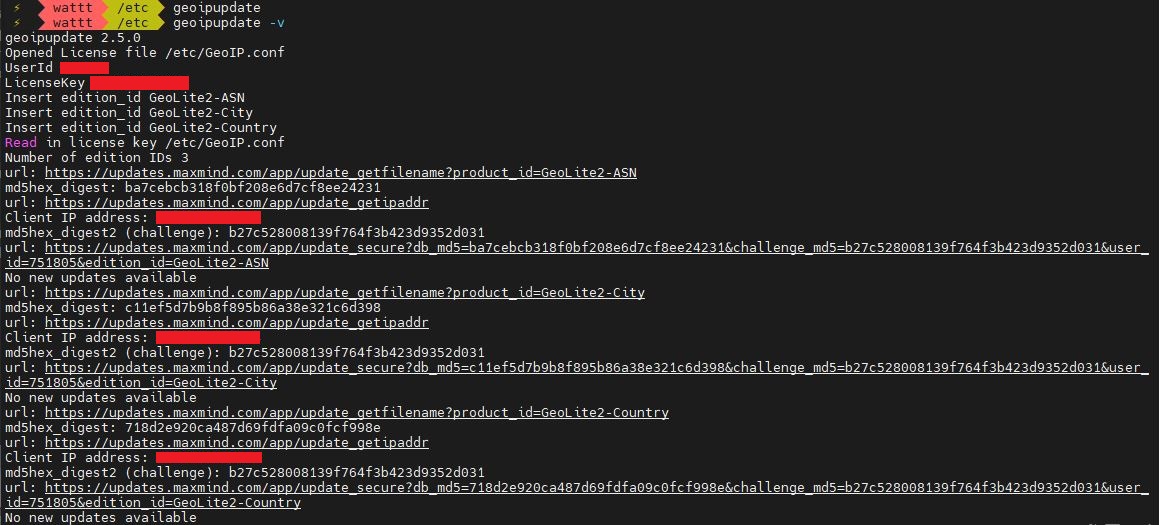 ⚡ wattt /etc geoipupdate
⚡ wattt /etc geoipupdate -v
geoipupdate 2.5.0
Opened License file /etc/GeoIP.conf
UserId
LicenseKey
Insert edition_id GeoLite2-ASN
Insert edition_id GeoLite2-City
Insert edition_id GeoLite2-Country
Read in license key /etc/GeoIP.conf
Number of edition IDs 3
url: https://updates.maxmind.com/app/update_getfilename?product_id=GeoLite2-ASN
md5hex_digest: ba7cebcb318f0bf208e6d7cf8ee24231
url: https://updates.maxmind.com/app/update_getipaddr
Client IP address:
md5hex_digest2 (challenge): b27c528008139f764f3b423d9352d031
url: https://updates.maxmind.com/app/update_secure?db_md5=ba7cebcb318f0bf208e6d7cf8ee24231&challenge_md5=b27c528008139f764f3b423d9352d031&user_
id=751805&edition_id=GeoLite2-ASN
No new updates available
url: https://updates.maxmind.com/app/update_getfilename?product_id=GeoLite2-City
md5hex_digest: c11ef5d7b9b8f895b86a38e321c6d398
url: https://updates.maxmind.com/app/update_getipaddr
Client IP address:
md5hex_digest2 (challenge): b27c528008139f764f3b423d9352d031
url: https://updates.maxmind.com/app/update_secure?db_md5=c11ef5d7b9b8f895b86a38e321c6d398&challenge_md5=b27c528008139f764f3b423d9352d031&user_
id=751805&edition_id=GeoLite2-City
No new updates available
url: https://updates.maxmind.com/app/update_getfilename?product_id=GeoLite2-Country
md5hex_digest: 718d2e920ca487d69fdfa09c0fcf998e
url: https://updates.maxmind.com/app/update_getipaddr
Client IP address:
md5hex_digest2 (challenge): b27c528008139f764f3b423d9352d031
url: https://updates.maxmind.com/app/update_secure?db_md5=718d2e920ca487d69fdfa09c0fcf998e&challenge_md5=b27c528008139f764f3b423d9352d031&user_
id=751805&edition_id=GeoLite2-Country
No new updates available